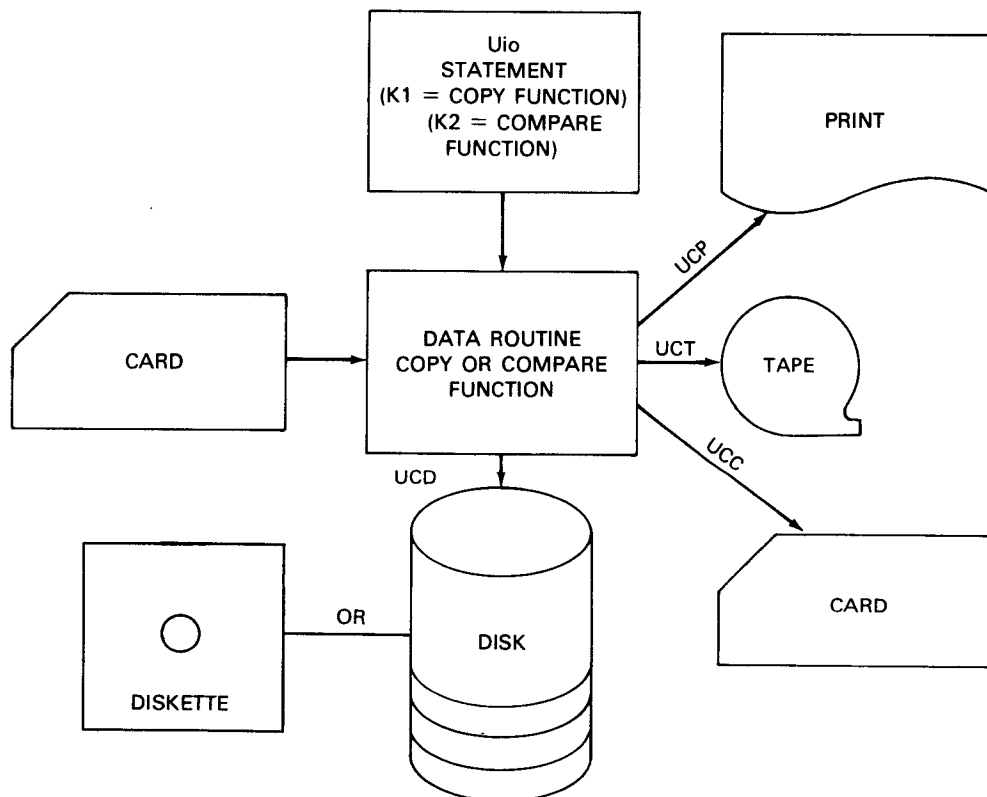 Uio
STATEMENT
(K1 = COPY FUNCTION)
(K2 = COMPARE
FUNCTION)
PRINT
UCP
CARD
DATA ROUTINE
COPY OR COMPARE
FUNCTION
UCT
TAPE
UCC
UCD
CARD
OR
DISK
DISKETTE